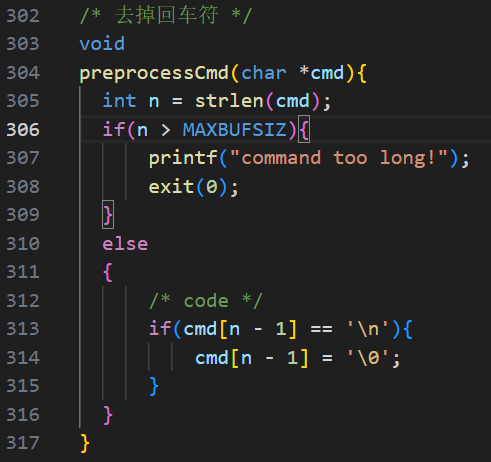 302 /* 去掉回车符 */
303 void
304 preprocessCmd(char *cmd){
305   int n = strlen(cmd);
306   if(n > MAXBUFSIZ){
307       printf("command too long!");
308       exit(0);
309   }
310   else
311   {
312       /* code */
313       if(cmd[n - 1] == '\n'){
314           cmd[n - 1] = '\0';
315       }
316   }
317 }